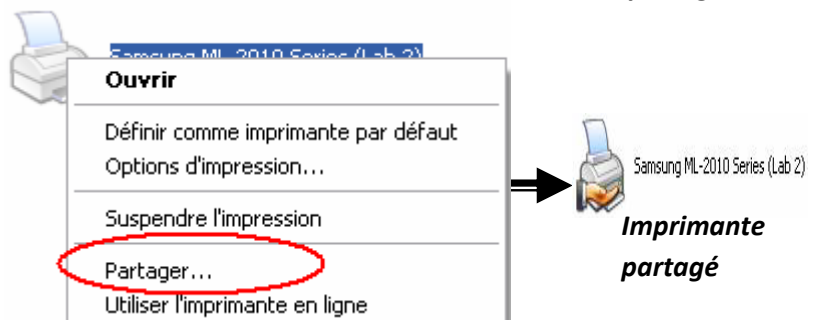 Samsung ML-2010 Series (Lab 2)
Ouvrir
Définir comme imprimante par défaut
Options d'impression...
Suspendre l'impression
Partager...
Utiliser l'imprimante en ligne
Samsung ML-2010 Series (Lab 2)
Imprimante
partagé